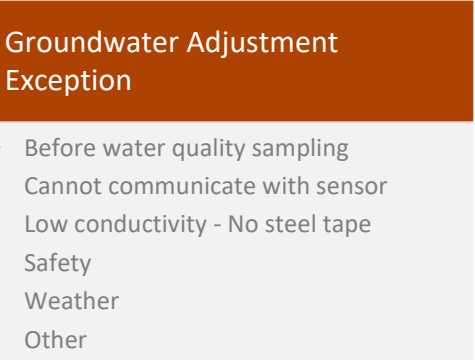 Groundwater Adjustment
Exception
Before water quality sampling
Cannot communicate with sensor
Low conductivity - No steel tape
Safety
Weather
Other